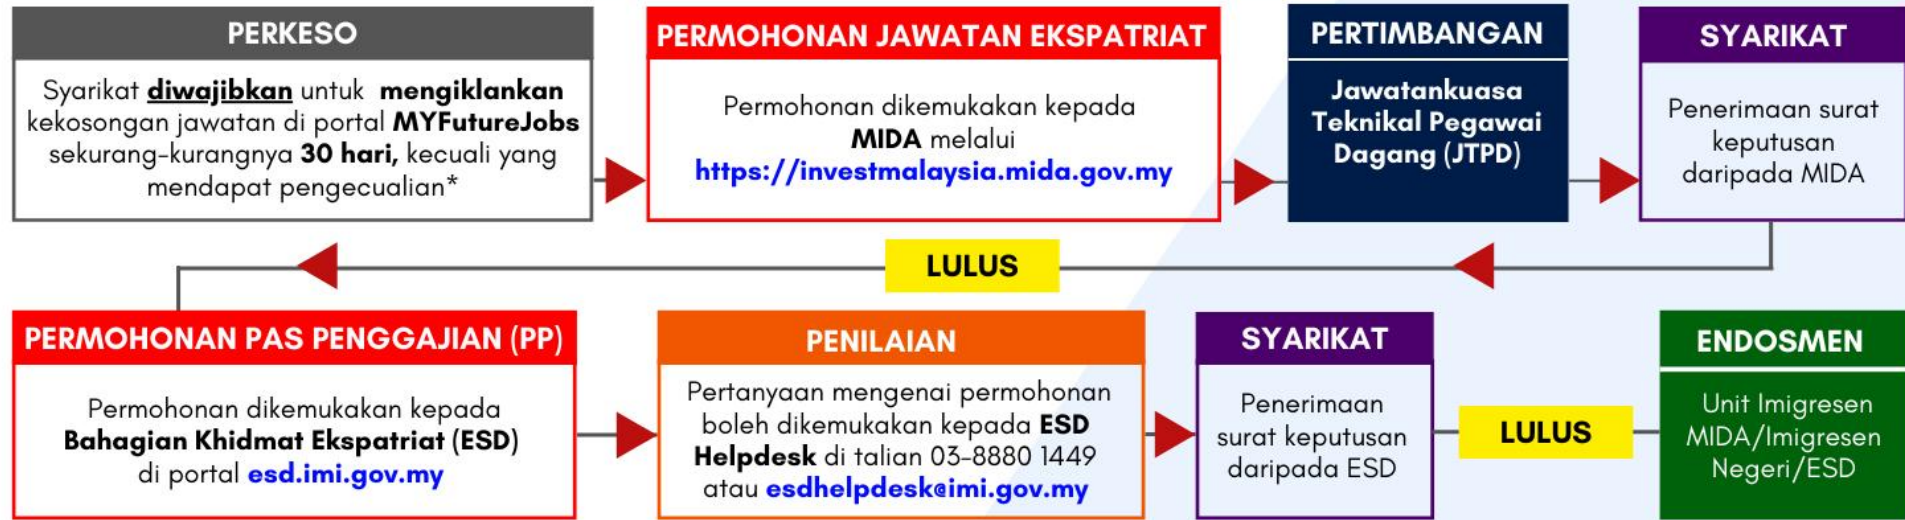 PERKESO
Syarikat diwajibkan untuk mengiklankan
kekosongan jawatan di portal MYFutureJobs
sekurang-kurangnya 30 hari, kecuali yang
mendapat pengecualian*
PERMOHONAN JAWATAN EKSPATRIAT
Permohonan dikemukakan kepada
MIDA melalui
https://investmalaysia.mida.gov.my
PERTIMBANGAN
Jawatankuasa
Teknikal Pegawai
Dagang (JTPD)
SYARIKAT
Penerimaan surat
keputusan
daripada MIDA
LULUS
PERMOHONAN PAS PENGGAJIAN (PP)
Permohonan dikemukakan kepada
Bahagian Khidmat Ekspatriat (ESD)
di portal esd.imi.gov.my
PENILAIAN
Pertanyaan mengenai permohonan
boleh dikemukakan kepada ESD
Helpdesk di talian 03-8880 1449
atau esdhelpdesk@imi.gov.my
SYARIKAT
Penerimaan
surat keputusan
daripada ESD
LULUS
ENDOSMEN
Unit Imigresen
MIDA/Imigresen
Negeri/ESD